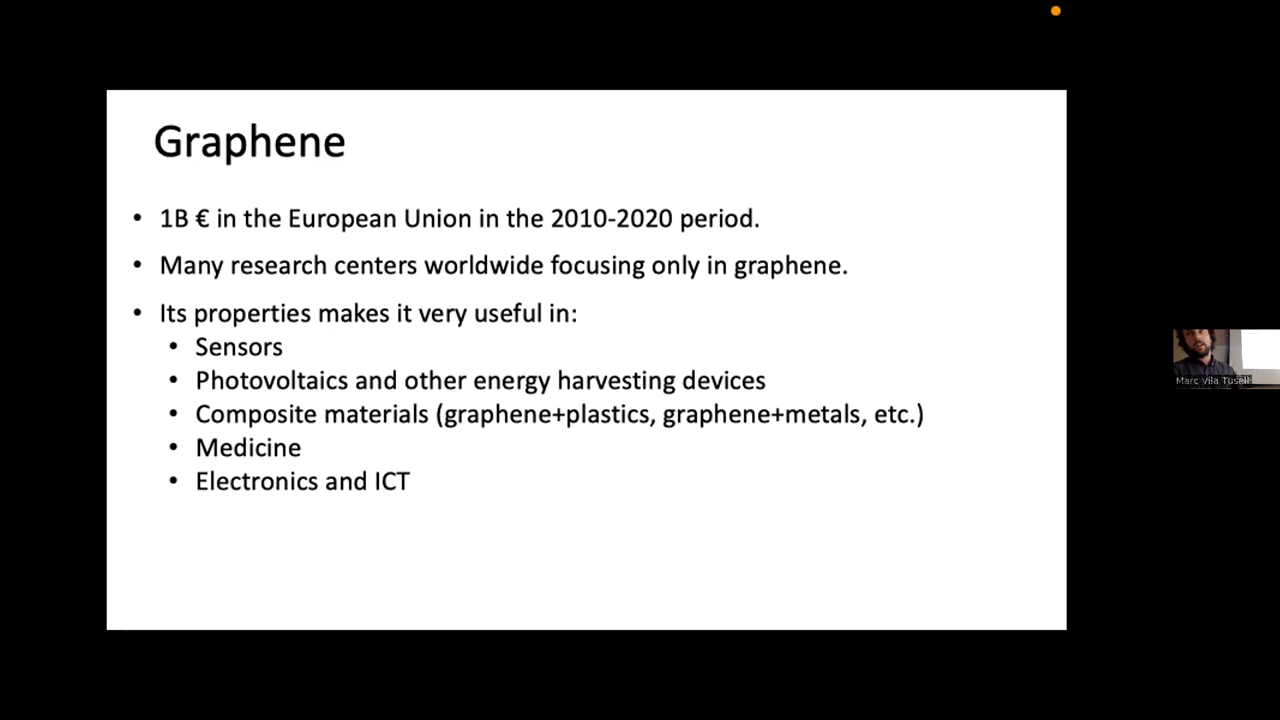 Graphene
• 1B € in the European Union in the 2010-2020 period.
• Many research centers worldwide focusing only in graphene.
• Its properties makes it very useful in:
• Sensors
• Photovoltaics and other energy harvesting devices
• Composite materials (graphene+plastics, graphene+metals, etc.)
• Medicine
• Electronics and ICT
Marc Vila Tusell